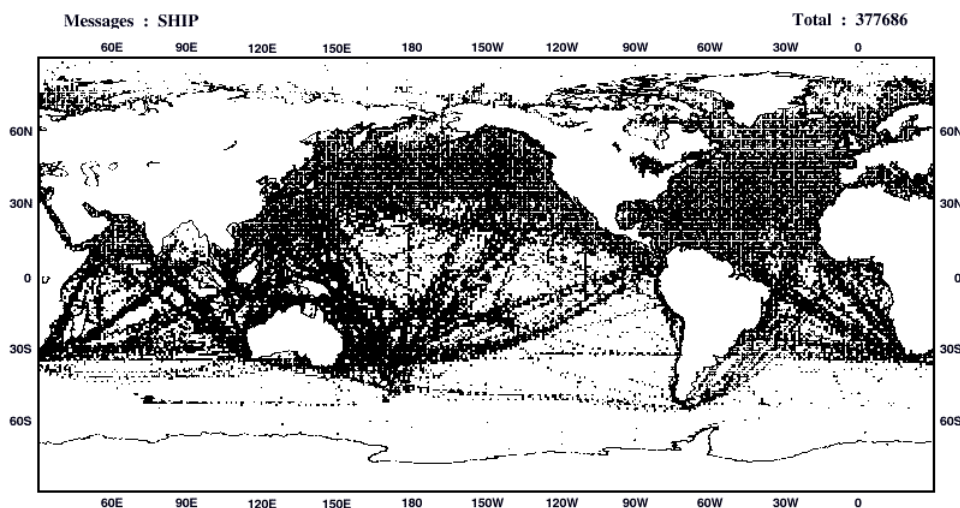 Messages : SHIP Total : 377686
60E 90E 120E 150E 180 150W 120W 90W 60W 30W 0
60N 60N
30N 30N
0 0
30S 30S
60S 60S
60E 90E 120E 150E 180 150W 120W 90W 60W 30W 0